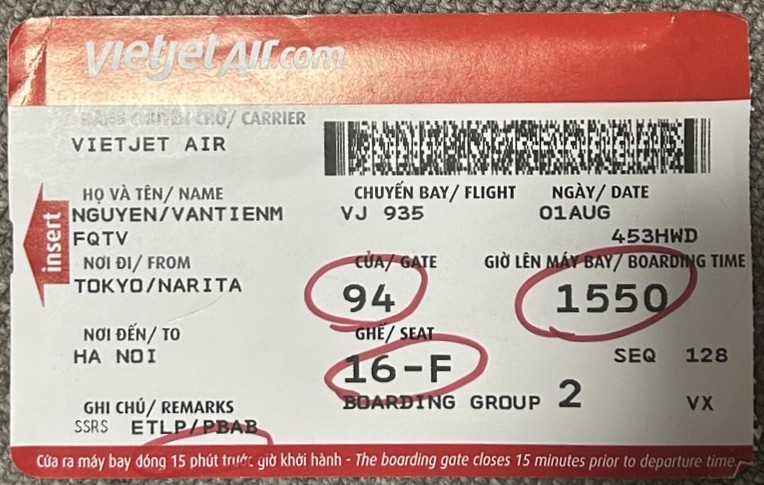 vietjetAir.com
HÃNG CHUYÊN CHỞ/ CARRIER
VIETJET AIR
HỌ VÀ TÊN/ NAME CHUYẾN BAY/ FLIGHT NGÀY/ DATE
NGUYEN/VANTIENM VJ 935 01AUG
FQTV 453HWD
NƠI ĐI/ FROM CỬA/ GATE GIỜ LÊN MÁY BAY/ BOARDING TIME
TOKYO/NARITA 94 1550
NƠI ĐẾN/ TO GHẾ/ SEAT
HA NOI 16-F SEQ 128
GHI CHÚ/ REMARKS BOARDING GROUP 2 VX
SSRS ETLP/PBAB
Cửa ra máy bay đóng 15 phút trước giờ khởi hành - The boarding gate closes 15 minutes prior to departure time.
insert